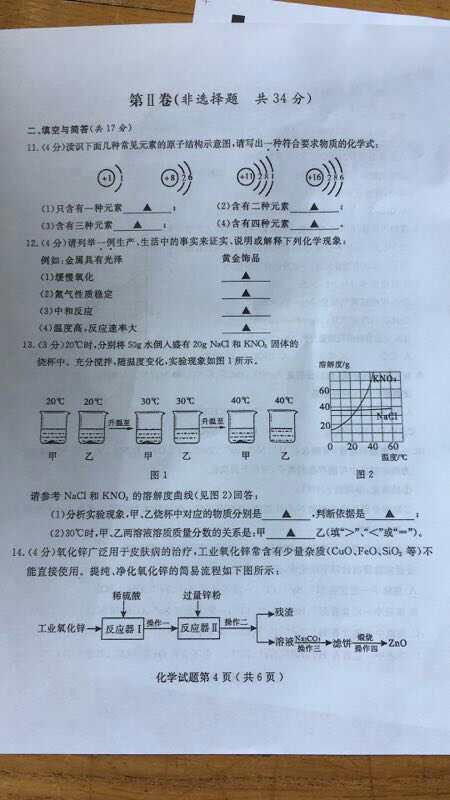 第Ⅱ卷(非选择题 共34分)
二、填空与简答(共17分)
11.(4分)读识下面几种常见元素的原子结构示意图,请写出一种符合要求物质的化学式:
+1 1 +8 2 6 +11 2 8 1 +16 2 8 6
(1)只含有一种元素 ▲ ; (2)含有二种元素 ▲ ;
(3)含有三种元素 ▲ ; (4)含有四种元素 ▲ 。
12.(4分)请列举一例生产、生活中的事实来证实、说明或解释下列化学现象:
例如:金属具有光泽 黄金饰品
(1)缓慢氧化 ▲
(2)氮气性质稳定 ▲
(3)中和反应 ▲
(4)温度高,反应速率大 ▲
13.(3分)20℃时,分别将50g水倒入盛有20g NaCl和KNO₃固体的
烧杯中。充分搅拌,随温度变化,实验现象如图1所示。
溶解度/g
KNO₃
NaCl
60
40
20
0 20 40 60
温度/℃
20℃ 20℃ 30℃ 30℃ 40℃ 40℃
升温至 升温至
甲 乙 甲 乙 甲 乙
图1 图2
请参考NaCl和KNO₃的溶解度曲线(见图2)回答:
(1)分析实验现象,甲、乙烧杯中对应的物质分别是 ▲ ,判断依据是 ▲ ;
(2)30℃时,甲、乙两溶液溶质质量分数的关系是:甲 ▲ 乙(填“>”、“<”或“=”)。
14.(4分)氧化锌广泛用于皮肤病的治疗,工业氧化锌常含有少量杂质(CuO、FeO、SiO₂等)不
能直接使用。提纯、净化氧化锌的简易流程如下图所示:
稀硫酸 过量锌粉
工业氧化锌 反应器Ⅰ 操作一 反应器Ⅱ 操作二 残渣
溶液 Na₂CO₃ 操作三 滤饼 煅烧 操作四 ZnO
化学试题第4页(共6页)